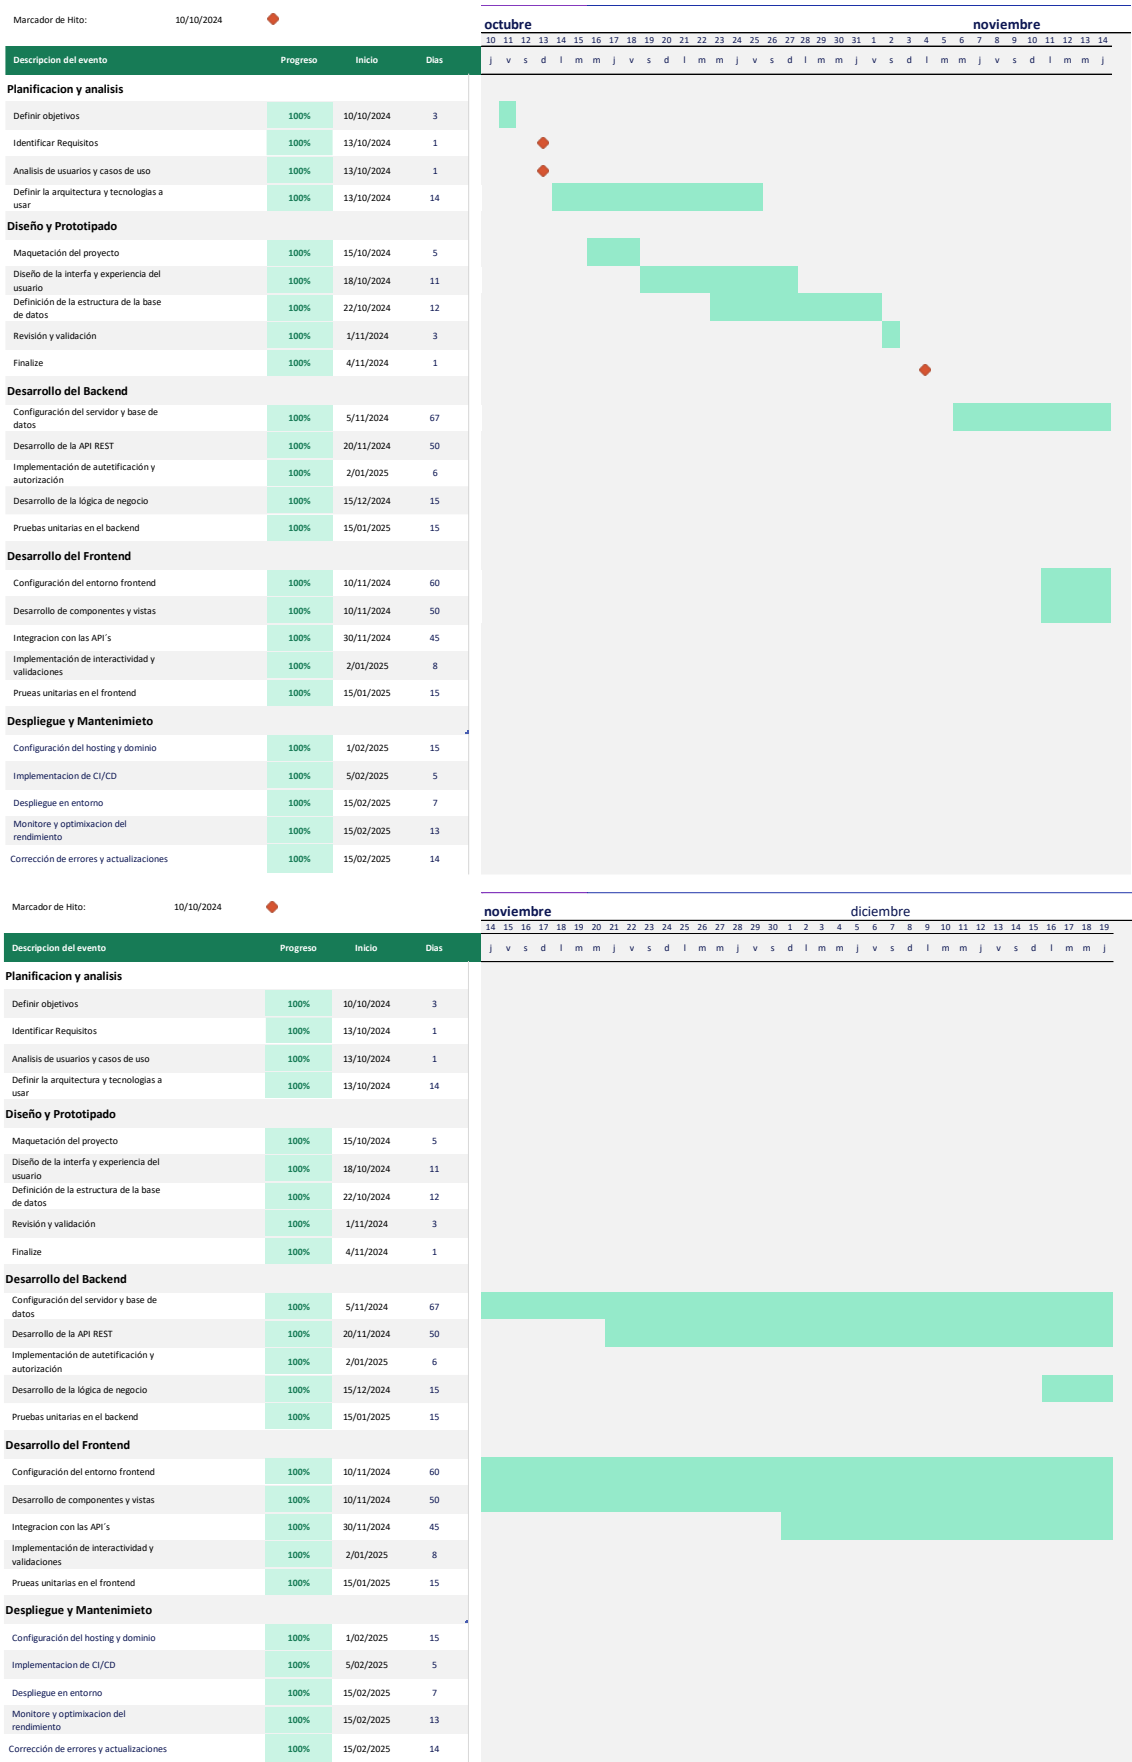 Marcador de Hito: 10/10/2024
octubre noviembre
10 11 12 13 14 15 16 17 18 19 20 21 22 23 24 25 26 27 28 29 30 31 1 2 3 4 5 6 7 8 9 10 11 12 13 14
Descripcion del evento Progreso Inicio Dias j v s d l m m j v s d l m m j v s d l m m j v s d l m m j v s d l m m j
Planificacion y analisis
Definir objetivos 100% 10/10/2024 3
Identificar Requisitos 100% 13/10/2024 1
Analisis de usuarios y casos de uso 100% 13/10/2024 1
Definir la arquitectura y tecnologias a
usar 100% 13/10/2024 14
Diseño y Prototipado
Maquetación del proyecto 100% 15/10/2024 5
Diseño de la interfa y experiencia del
usuario 100% 18/10/2024 11
Definición de la estructura de la base
de datos 100% 22/10/2024 12
Revisión y validación 100% 1/11/2024 3
Finalize 100% 4/11/2024 1
Desarrollo del Backend
Configuración del servidor y base de
datos 100% 5/11/2024 67
Desarrollo de la API REST 100% 20/11/2024 50
Implementación de autetificación y
autorización 100% 2/01/2025 6
Desarrollo de la lógica de negocio 100% 15/12/2024 15
Pruebas unitarias en el backend 100% 15/01/2025 15
Desarrollo del Frontend
Configuración del entorno frontend 100% 10/11/2024 60
Desarrollo de componentes y vistas 100% 10/11/2024 50
Integracion con las API´s 100% 30/11/2024 45
Implementación de interactividad y
validaciones 100% 2/01/2025 8
Prueas unitarias en el frontend 100% 15/01/2025 15
Despliegue y Mantenimieto
Configuración del hosting y dominio 100% 1/02/2025 15
Implementacion de CI/CD 100% 5/02/2025 5
Despliegue en entorno 100% 15/02/2025 7
Monitore y optimixacion del
rendimiento 100% 15/02/2025 13
Corrección de errores y actualizaciones 100% 15/02/2025 14
Marcador de Hito: 10/10/2024
noviembre diciembre
14 15 16 17 18 19 20 21 22 23 24 25 26 27 28 29 30 1 2 3 4 5 6 7 8 9 10 11 12 13 14 15 16 17 18 19
Descripcion del evento Progreso Inicio Dias j v s d l m m j v s d l m m j v s d l m m j v s d l m m j v s d l m m j
Planificacion y analisis
Definir objetivos 100% 10/10/2024 3
Identificar Requisitos 100% 13/10/2024 1
Analisis de usuarios y casos de uso 100% 13/10/2024 1
Definir la arquitectura y tecnologias a
usar 100% 13/10/2024 14
Diseño y Prototipado
Maquetación del proyecto 100% 15/10/2024 5
Diseño de la interfa y experiencia del
usuario 100% 18/10/2024 11
Definición de la estructura de la base
de datos 100% 22/10/2024 12
Revisión y validación 100% 1/11/2024 3
Finalize 100% 4/11/2024 1
Desarrollo del Backend
Configuración del servidor y base de
datos 100% 5/11/2024 67
Desarrollo de la API REST 100% 20/11/2024 50
Implementación de autetificación y
autorización 100% 2/01/2025 6
Desarrollo de la lógica de negocio 100% 15/12/2024 15
Pruebas unitarias en el backend 100% 15/01/2025 15
Desarrollo del Frontend
Configuración del entorno frontend 100% 10/11/2024 60
Desarrollo de componentes y vistas 100% 10/11/2024 50
Integracion con las API´s 100% 30/11/2024 45
Implementación de interactividad y
validaciones 100% 2/01/2025 8
Prueas unitarias en el frontend 100% 15/01/2025 15
Despliegue y Mantenimieto
Configuración del hosting y dominio 100% 1/02/2025 15
Implementacion de CI/CD 100% 5/02/2025 5
Despliegue en entorno 100% 15/02/2025 7
Monitore y optimixacion del
rendimiento 100% 15/02/2025 13
Corrección de errores y actualizaciones 100% 15/02/2025 14